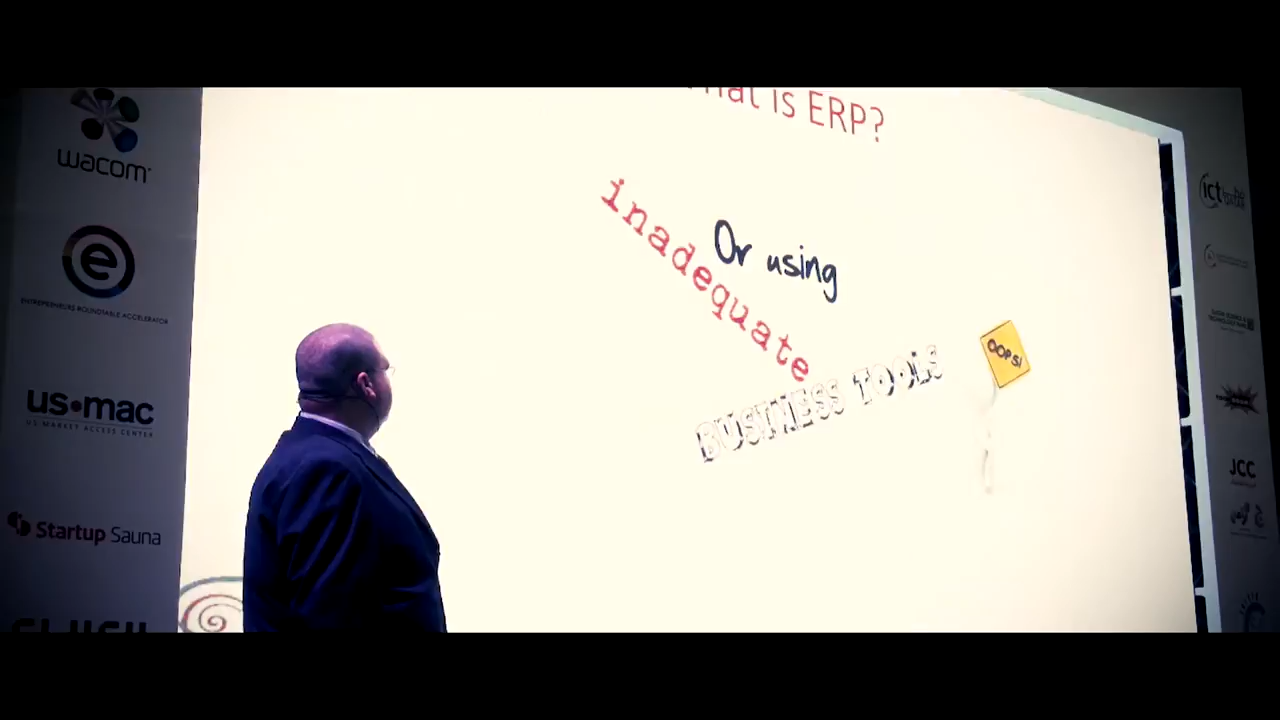 wacom
e
ENTREPRENEURS ROUNDTABLE ACCELERATOR
us•mac
US MARKET ACCESS CENTER
Startup Sauna
is ERP?
Or using
inadequate
BUSINESS TOOLS
OOPS!
ict
JCC